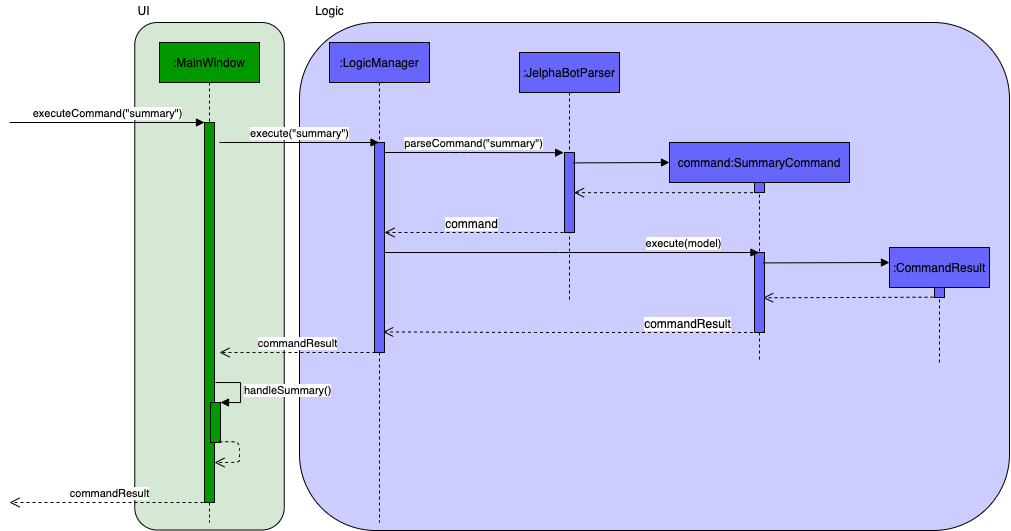 UI
Logic
:MainWindow
:LogicManager
:JelphaBotParser
executeCommand("summary")
execute("summary")
parseCommand("summary")
command:SummaryCommand
command
execute(model)
:CommandResult
commandResult
commandResult
handleSummary()
commandResult